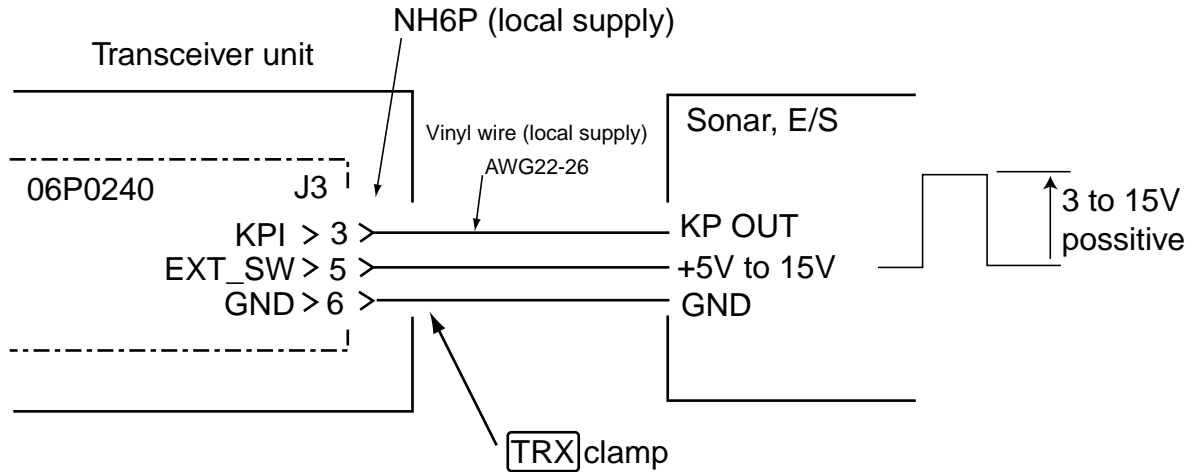 NH6P (local supply)
Transceiver unit
Sonar, E/S
Vinyl wire (local supply)
AWG22-26
06P0240
J3
KPI > 3 >
KP OUT
EXT_SW > 5 >
+5V to 15V
GND > 6 >
GND
3 to 15V
possitive
TRX clamp